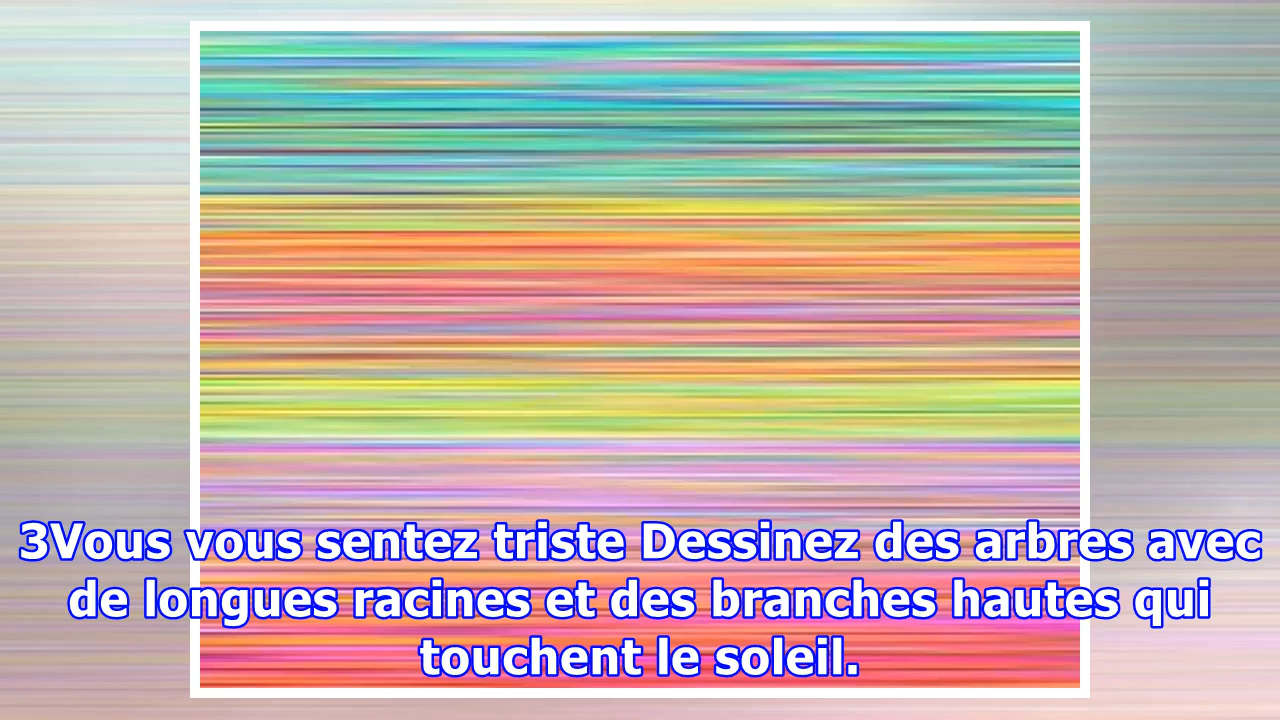 3Vous vous sentez triste Dessinez des arbres avec
de longues racines et des branches hautes qui
touchent le soleil.